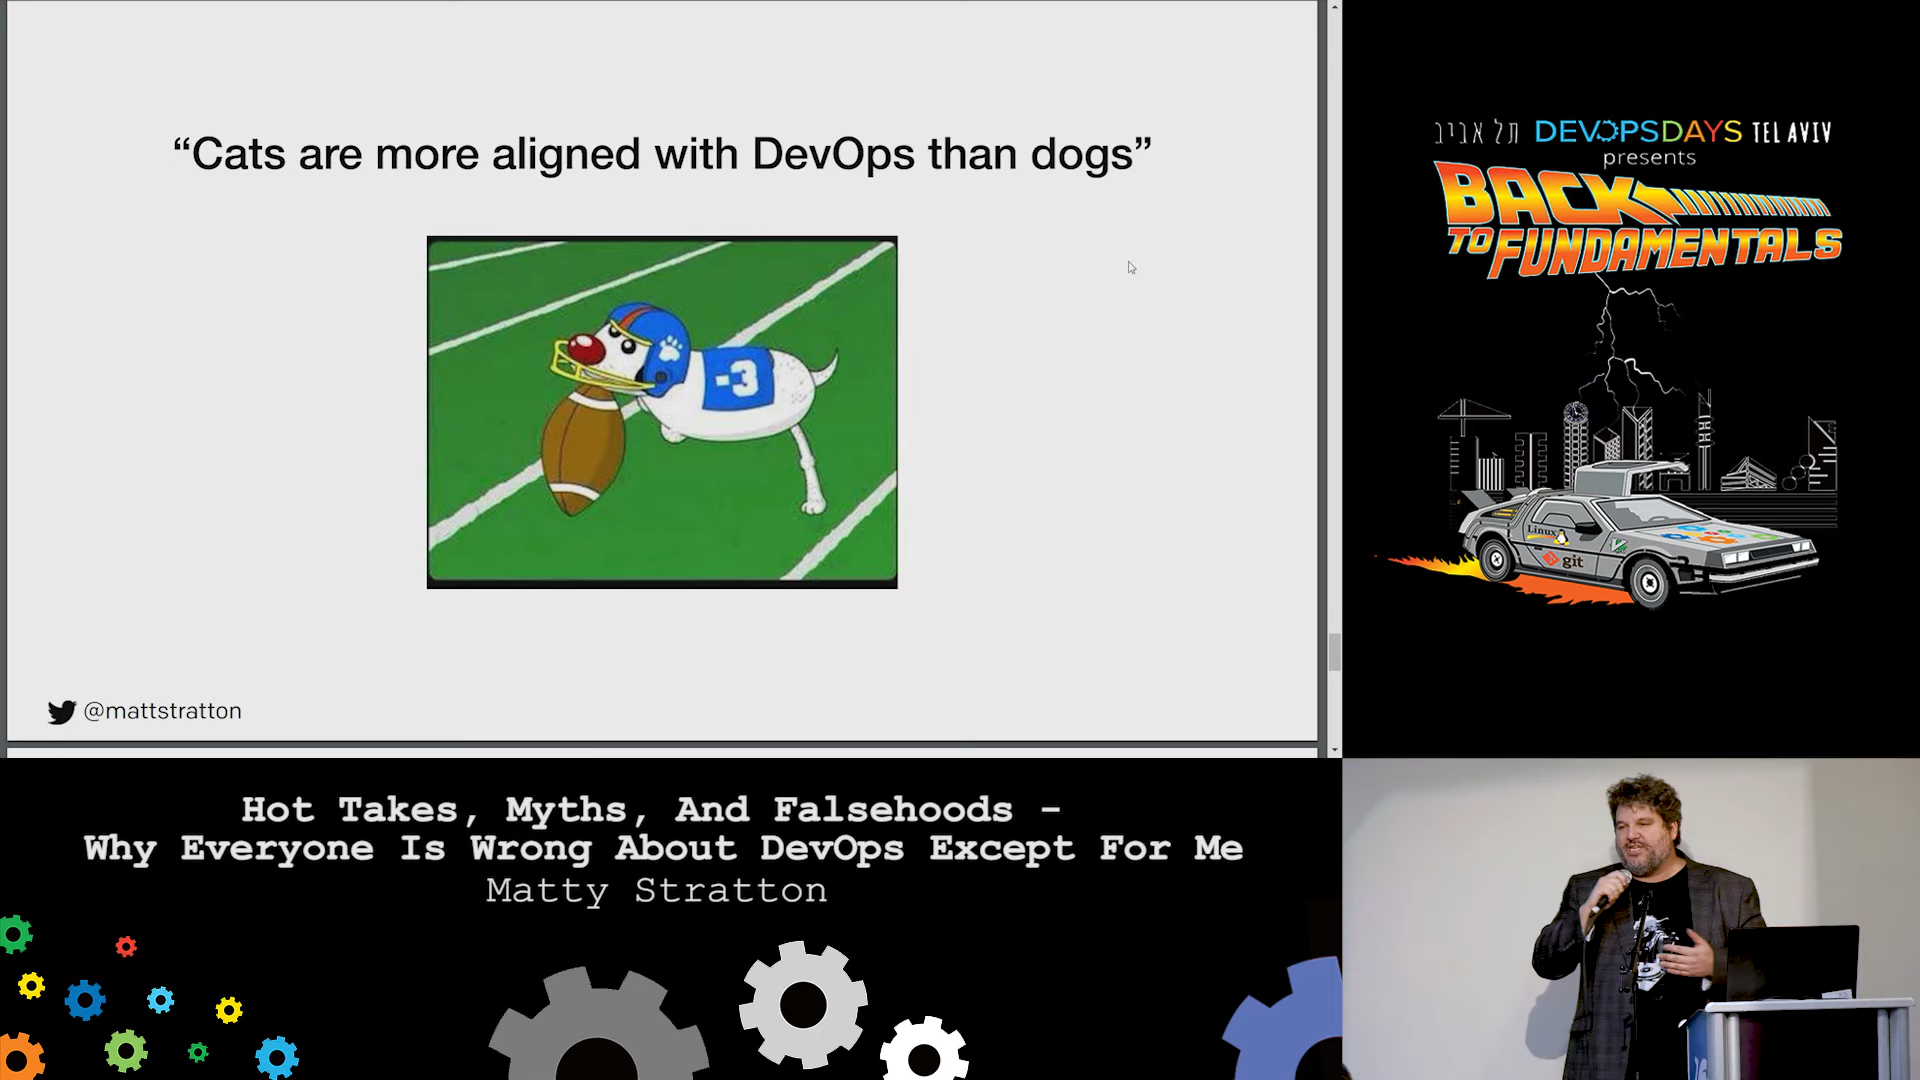 “Cats are more aligned with DevOps than dogs”
-3
@mattstratton
תל אביב DEVOPSDAYS TEL AVIV
presents
BACK
TO FUNDAMENTALS
Linux
git
Hot Takes, Myths, And Falsehoods -
Why Everyone Is Wrong About DevOps Except For Me
Matty Stratton